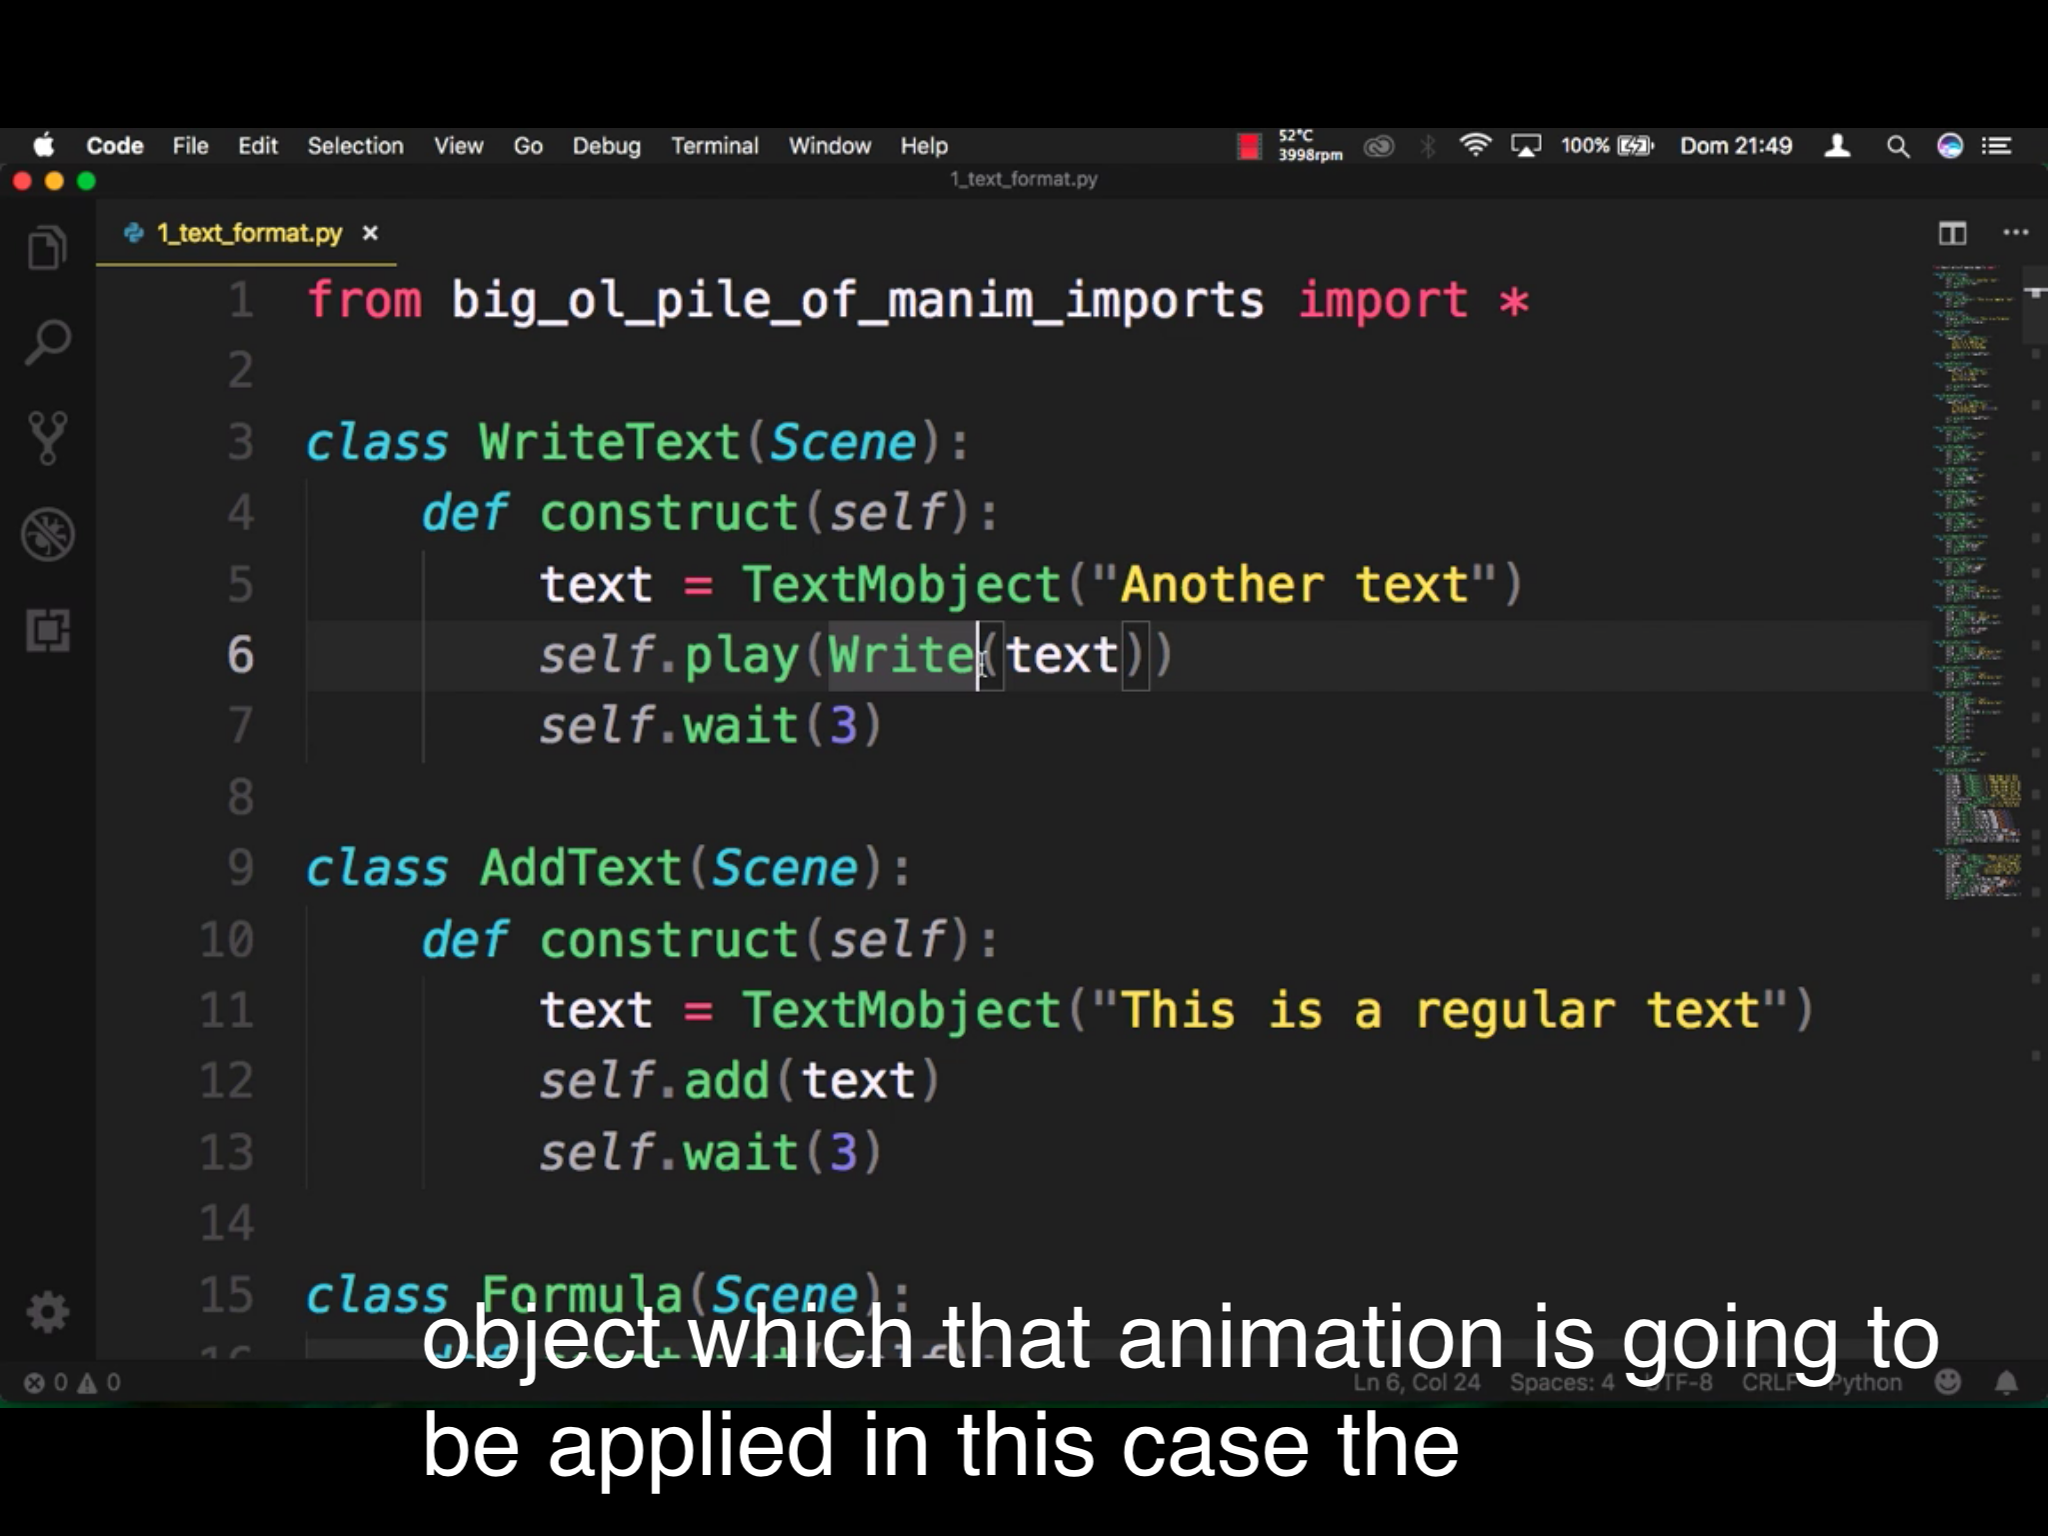 Code File Edit Selection View Go Debug Terminal Window Help 52°C 3998rpm 100% Dom 21:49
1_text_format.py
1_text_format.py
1 from big_ol_pile_of_manim_imports import *
2
3 class WriteText(Scene):
4 def construct(self):
5 text = TextMobject("Another text")
6 self.play(Write(text))
7 self.wait(3)
8
9 class AddText(Scene):
10 def construct(self):
11 text = TextMobject("This is a regular text")
12 self.add(text)
13 self.wait(3)
14
15 class Formula(Scene):
16 def construct(self):
object which that animation is going to
0 0 Ln 6, Col 24 Spaces: 4 UTF-8 CRLF Python
be applied in this case the